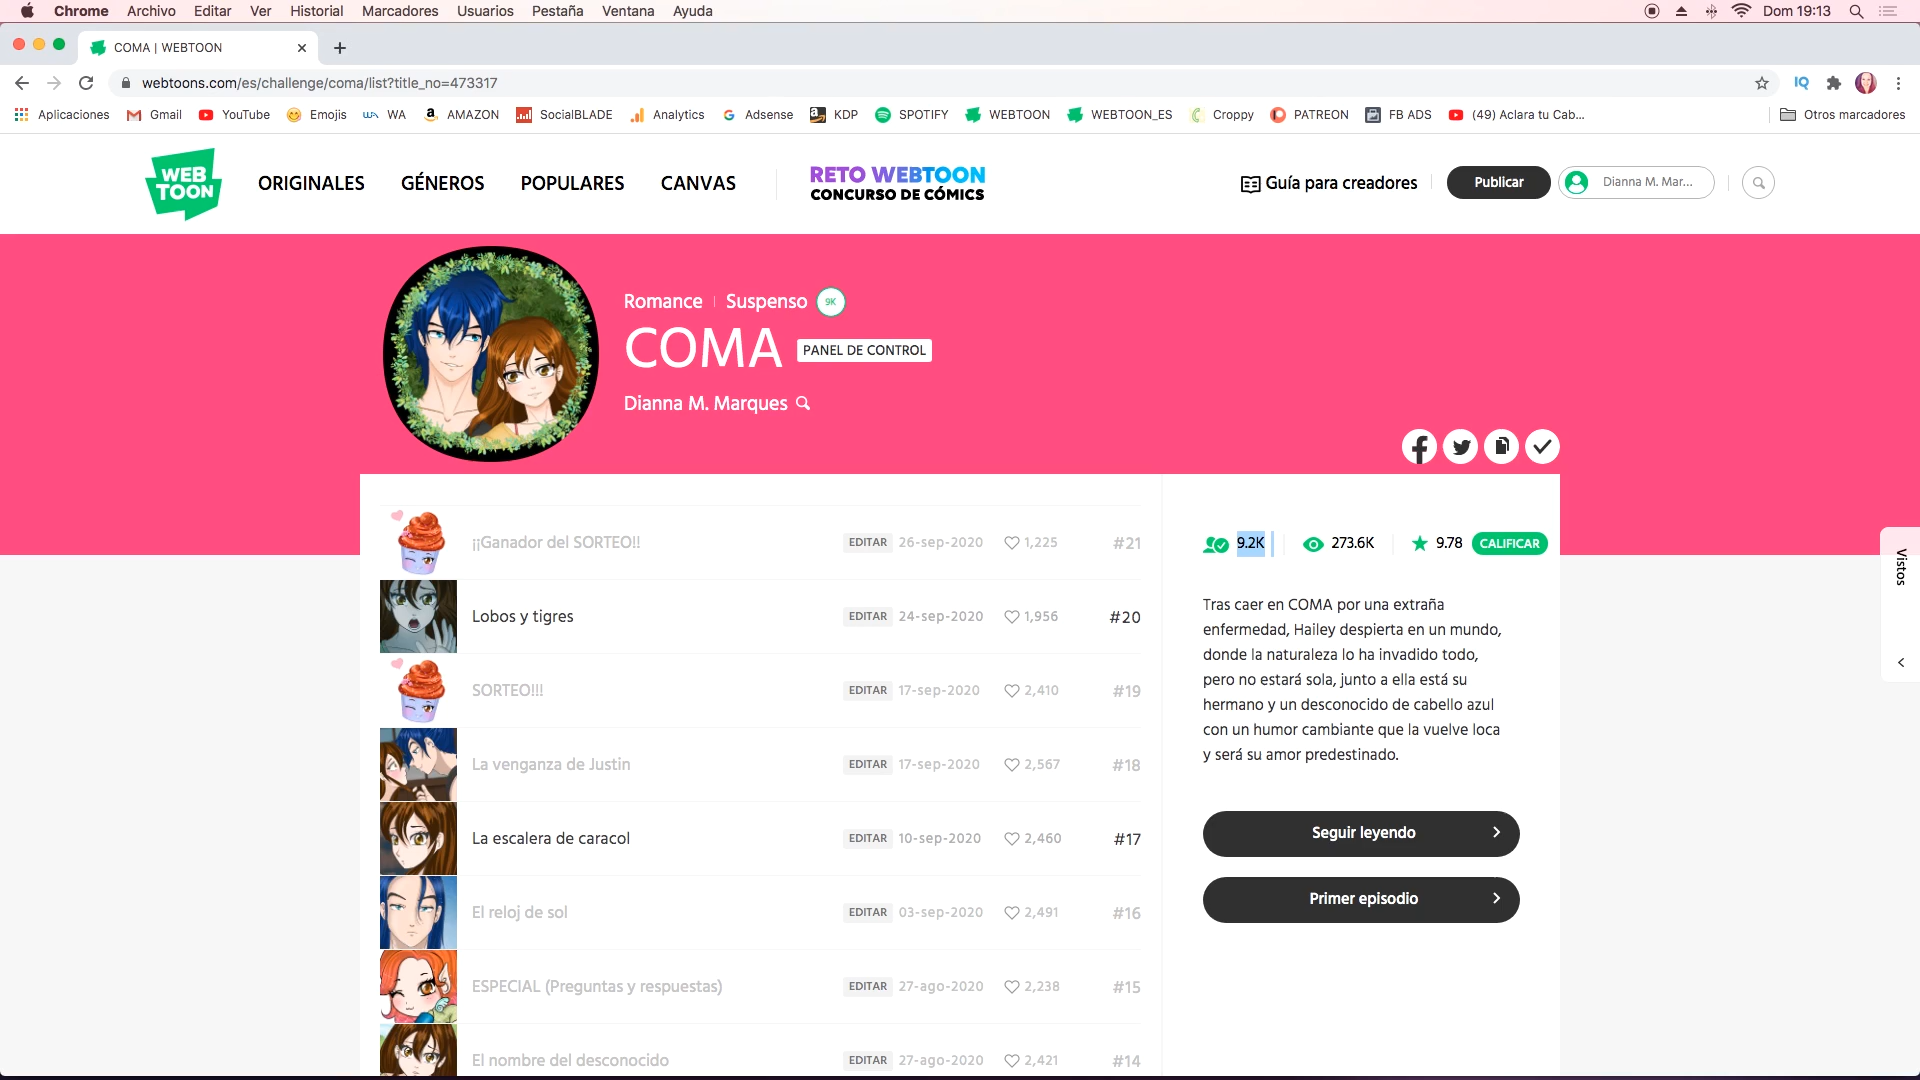 Chrome Archivo Editar Ver Historial Marcadores Usuarios Pestaña Ventana Ayuda Dom 19:13
COMA | WEBTOON
webtoons.com/es/challenge/coma/list?title_no=473317
Aplicaciones Gmail YouTube Emojis WA AMAZON SocialBLADE Analytics Adsense KDP SPOTIFY WEBTOON WEBTOON_ES Croppy PATREON FB ADS (49) Aclara tu Cab... Otros marcadores
WEB
TOON
ORIGINALES GÉNEROS POPULARES CANVAS
RETO WEBTOON
CONCURSO DE CÓMICS
Guía para creadores Publicar Dianna M. Mar...
Romance Suspenso 9K
COMA PANEL DE CONTROL
Dianna M. Marques
¡¡Ganador del SORTEO!! EDITAR 26-sep-2020 1,225 #21
Lobos y tigres EDITAR 24-sep-2020 1,956 #20
SORTEO!!! EDITAR 17-sep-2020 2,410 #19
La venganza de Justin EDITAR 17-sep-2020 2,567 #18
La escalera de caracol EDITAR 10-sep-2020 2,460 #17
El reloj de sol EDITAR 03-sep-2020 2,491 #16
ESPECIAL (Preguntas y respuestas) EDITAR 27-ago-2020 2,238 #15
El nombre del desconocido EDITAR 27-ago-2020 2,421 #14
9.2K 273.6K 9.78 CALIFICAR
Tras caer en COMA por una extraña
enfermedad, Hailey despierta en un mundo,
donde la naturaleza lo ha invadido todo,
pero no estará sola, junto a ella está su
hermano y un desconocido de cabello azul
con un humor cambiante que la vuelve loca
y será su amor predestinado.
Seguir leyendo
Primer episodio
Vistos